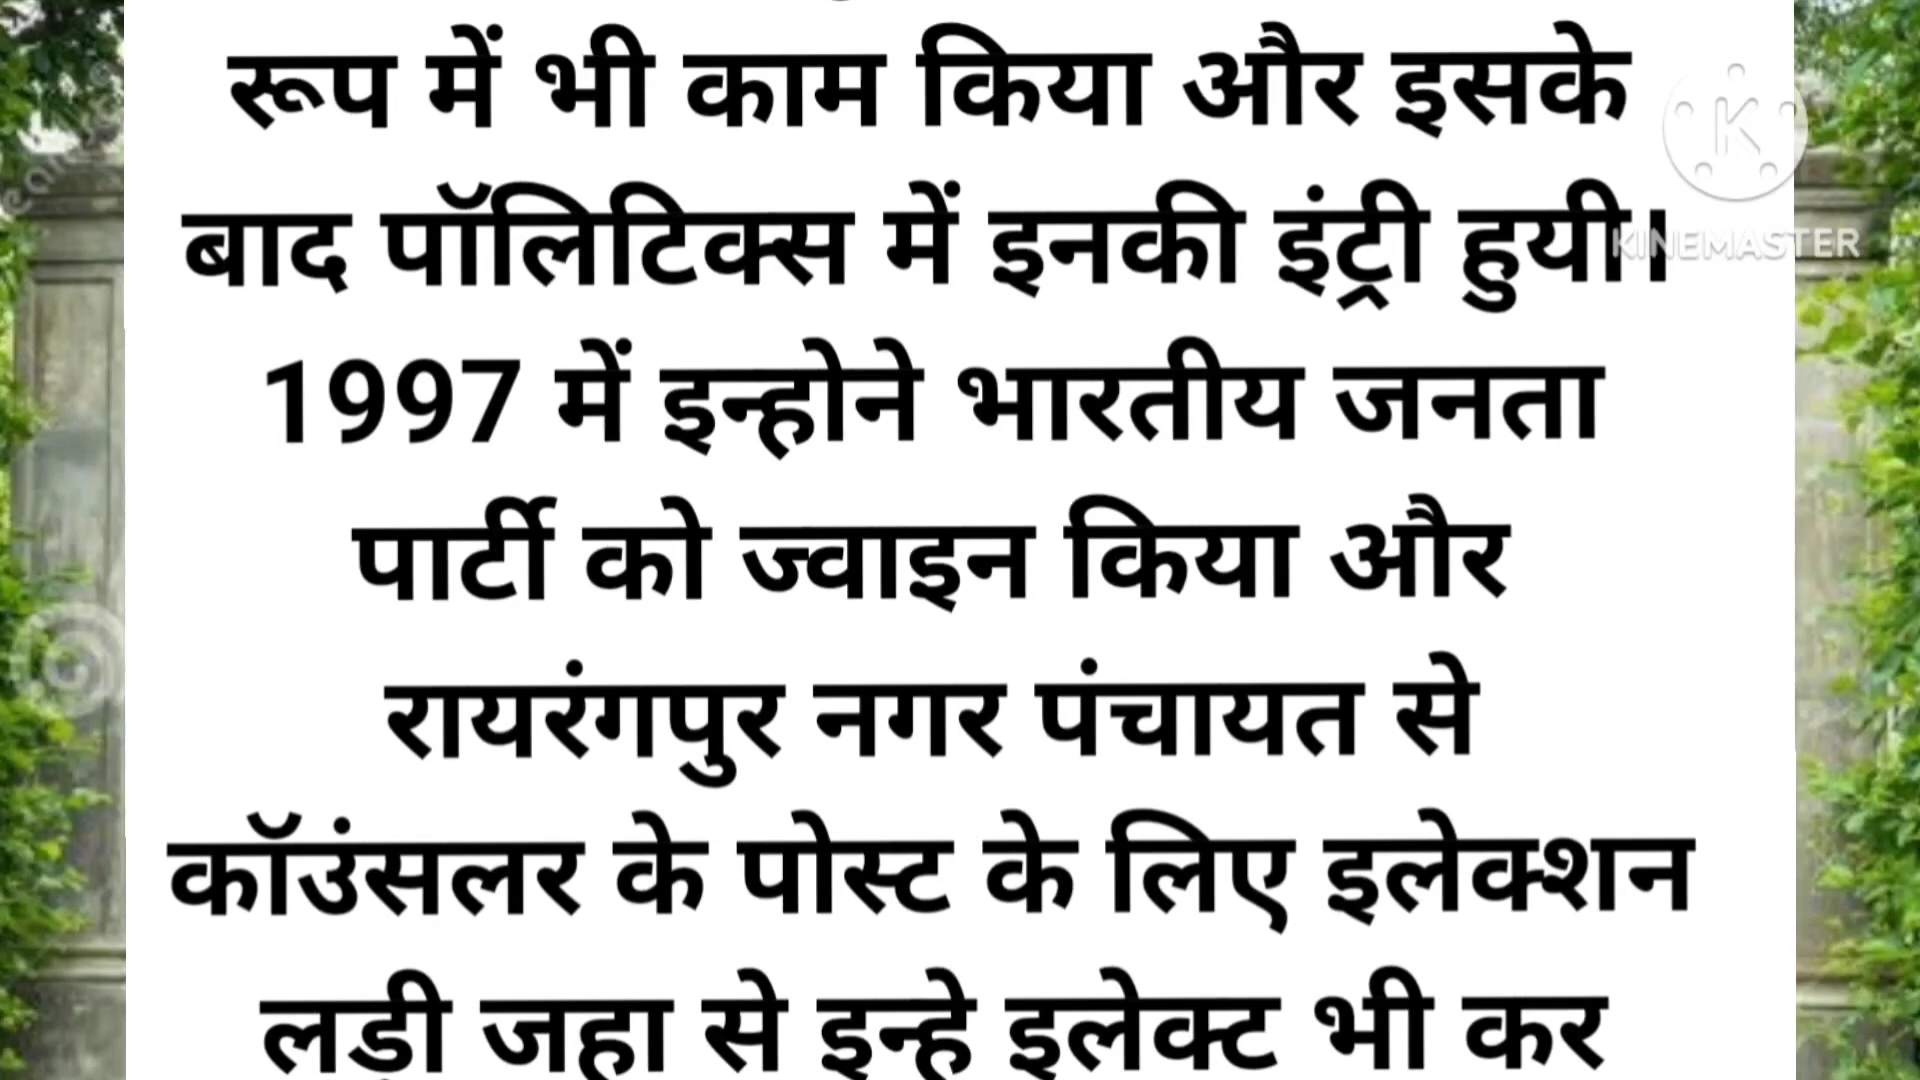 रूप में भी काम किया और इसके
बाद पॉलिटिक्स में इनकी इंट्री हुयी।
1997 में इन्होने भारतीय जनता
पार्टी को ज्वाइन किया और
रायरंगपुर नगर पंचायत से
कॉउंसलर के पोस्ट के लिए इलेक्शन
लड़ी जहा से इन्हे इलेक्ट भी कर
K
KINEMASTER